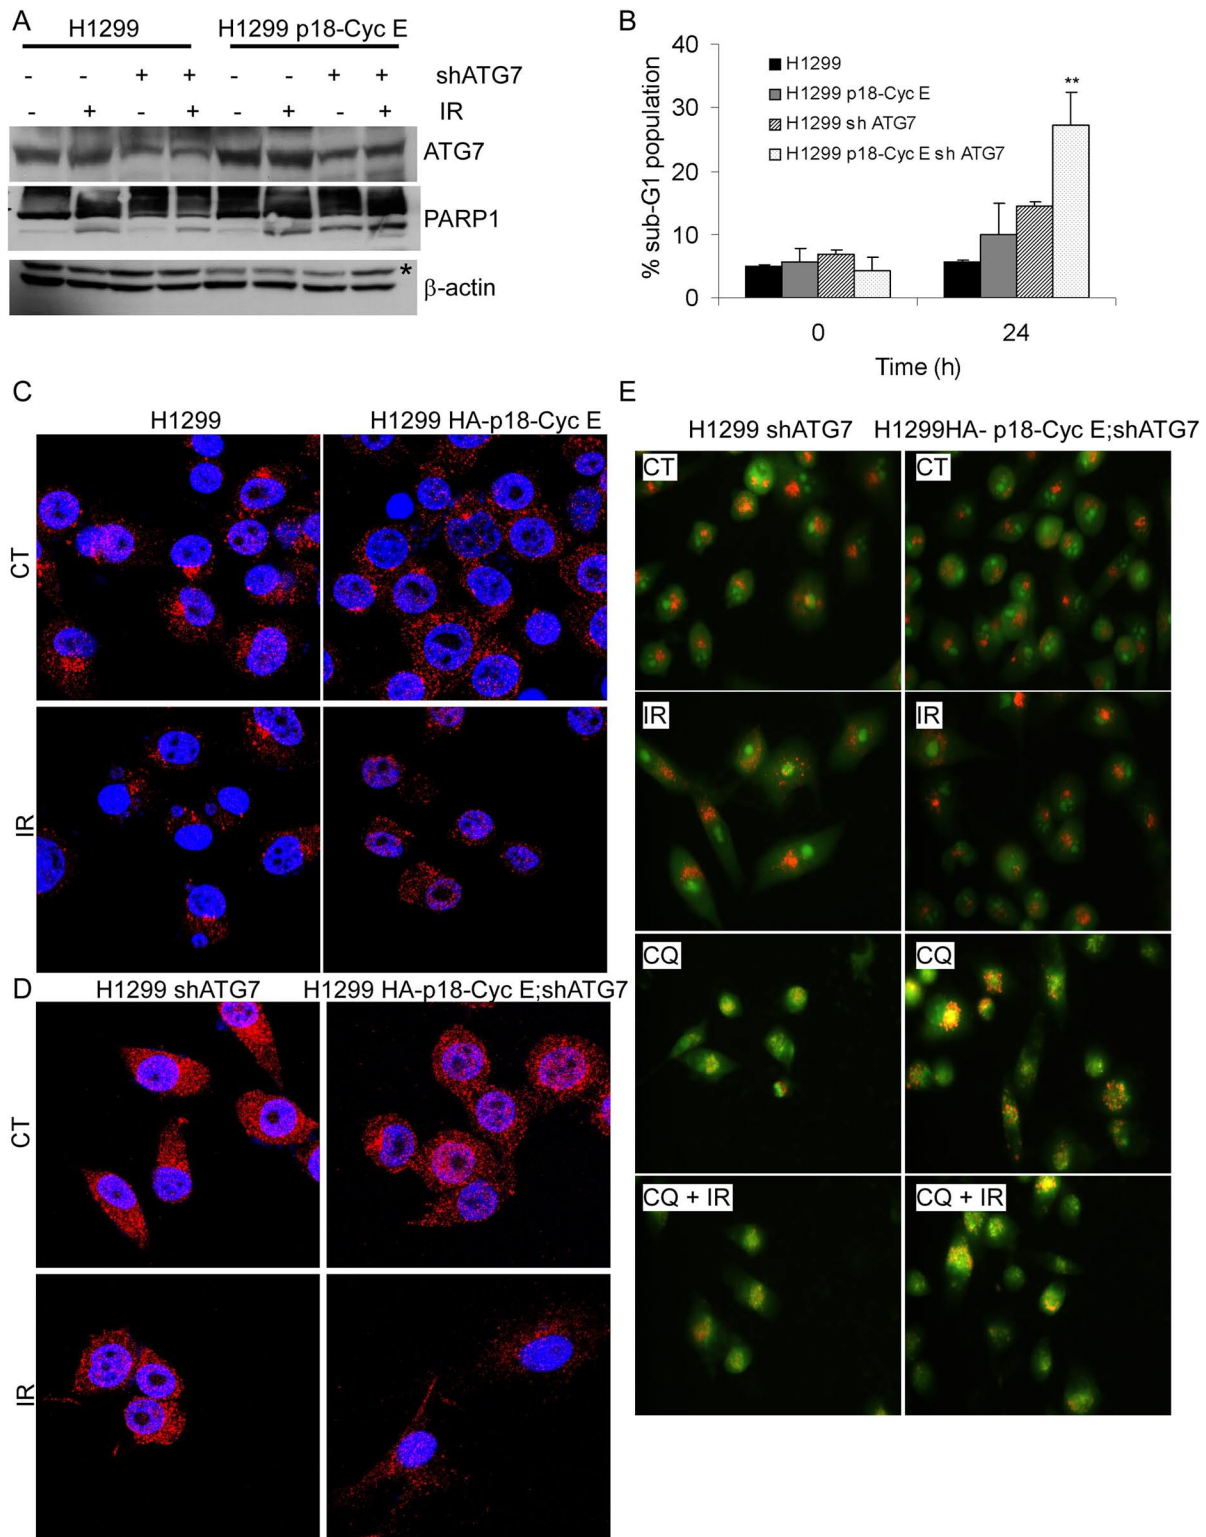 A
H1299
H1299 p18-Cyc E
- - + + - - + + shATG7
- + - + - + - + IR
ATG7
PARP1
*
β-actin
B
% sub-G1 population
40
30
20
10
0
H1299
H1299 p18-Cyc E
H1299 sh ATG7
H1299 p18-Cyc E sh ATG7
**
0
24
Time (h)
C
H1299
H1299 HA-p18-Cyc E
CT
IR
D
H1299 shATG7
H1299 HA-p18-Cyc E;shATG7
CT
IR
E
H1299 shATG7
H1299HA- p18-Cyc E;shATG7
CT
CT
IR
IR
CQ
CQ
CQ + IR
CQ + IR